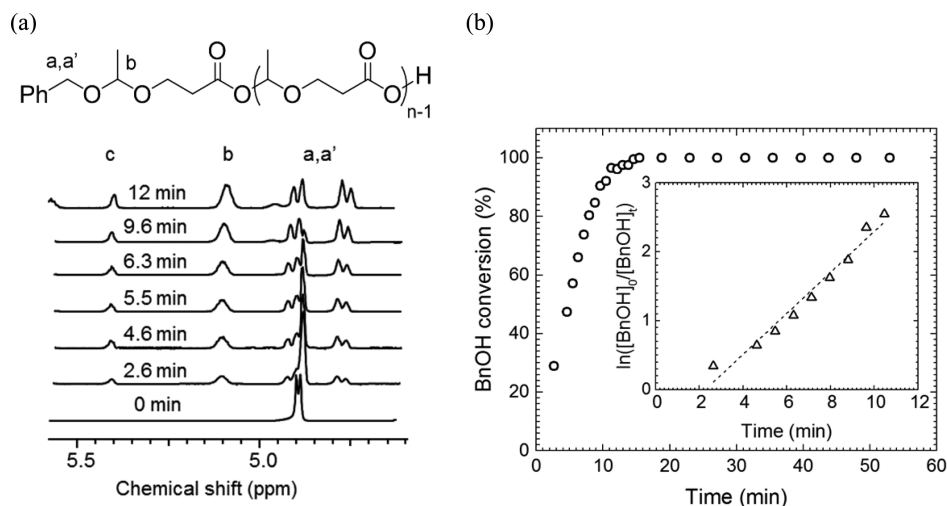 (a)
a,a’
b
O
O
H
Ph
O
O
O
O
O
n-1
c
b
a,a’
12 min
9.6 min
6.3 min
5.5 min
4.6 min
2.6 min
0 min
5.5
5.0
Chemical shift (ppm)
(b)
BnOH conversion (%)
100
80
60
40
20
0
0
10
20
30
40
50
60
Time (min)
ln([BnOH]₀/[BnOH]ₜ)
3
2
1
0
0
2
4
6
8
10
12
Time (min)